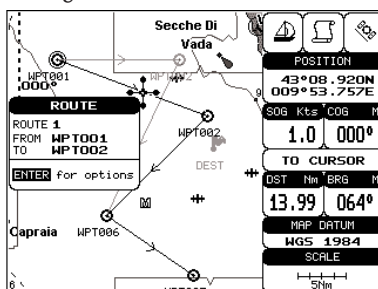 Secche Di
Vada
WPT001
000°
WPT002
ROUTE
ROUTE 1
FROM WPT001
TO WPT002
ENTER for options
DEST
9
M
Capraia
WPT006
6
POSITION
43°08.920N
009°53.757E
SOG Kts COG M
1.0 000°
TO CURSOR
DST Nm BRG M
13.99 064°
MAP DATUM
WGS 1984
SCALE
5Nm